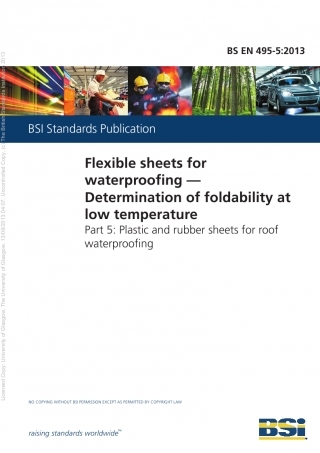 BS EN 495-5:2013
BSI Standards Publication
Flexible sheets for
waterproofing —
Determination of foldability at
low temperature
Part 5: Plastic and rubber sheets for roof
waterproofing
NO COPYING WITHOUT BSI PERMISSION EXCEPT AS PERMITTED BY COPYRIGHT LAW
raising standards worldwide™
BSi